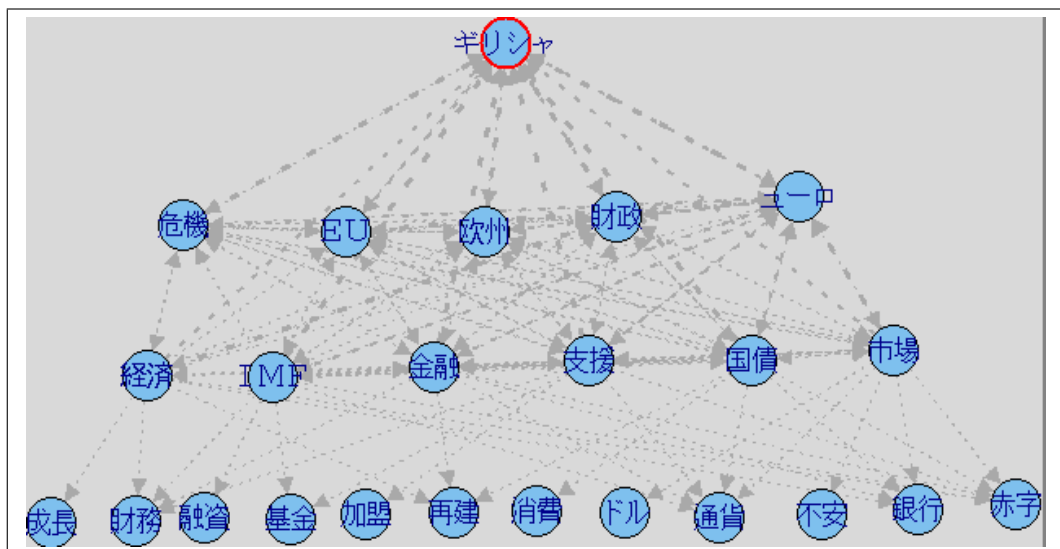 ギリシャ
危機 EU 欧州 財政 ユーロ
経済 IMF 金融 支援 国債 市場
成長 財務 融資 基金 加盟 再建 消費 ドル 通貨 不安 銀行 赤字